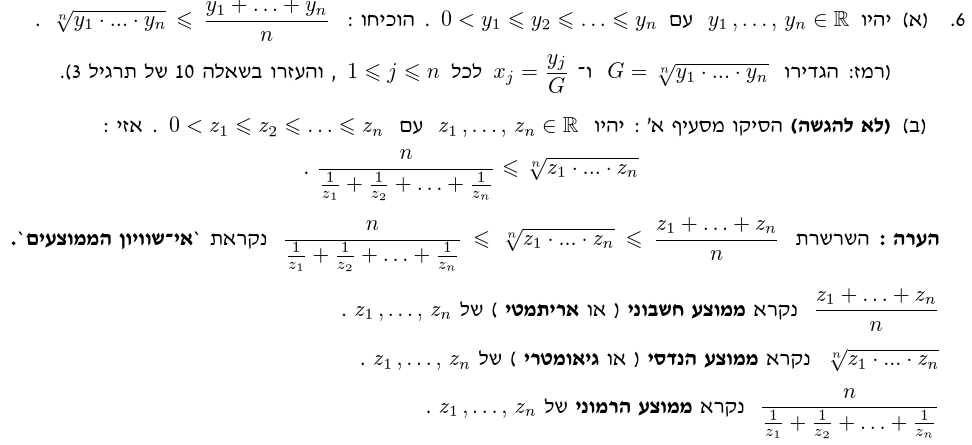 6. (א) יהיו $y_1, \ldots, y_n \in \mathbb{R}$ עם $0 < y_1 \leqslant y_2 \leqslant \ldots \leqslant y_n$ . הוכיחו : $\sqrt[n]{y_1 \cdot \ldots \cdot y_n} \leqslant \frac{y_1 + \ldots + y_n}{n}$ .
(רמז: הגדירו $G = \sqrt[n]{y_1 \cdot \ldots \cdot y_n}$ ו־ $x_j = \frac{y_j}{G}$ לכל $1 \leqslant j \leqslant n$ , והעזרו בשאלה 10 של תרגיל 3).
(ב) (לא להגשה) הסיקו מסעיף א' : יהיו $z_1, \ldots, z_n \in \mathbb{R}$ עם $0 < z_1 \leqslant z_2 \leqslant \ldots \leqslant z_n$ . אזי :
$\frac{n}{\frac{1}{z_1} + \frac{1}{z_2} + \ldots + \frac{1}{z_n}} \leqslant \sqrt[n]{z_1 \cdot \ldots \cdot z_n}$ .
הערה : השרשרת $\frac{n}{\frac{1}{z_1} + \frac{1}{z_2} + \ldots + \frac{1}{z_n}} \leqslant \sqrt[n]{z_1 \cdot \ldots \cdot z_n} \leqslant \frac{z_1 + \ldots + z_n}{n}$ נקראת `אי־שוויון הממוצעים`.
$\frac{z_1 + \ldots + z_n}{n}$ נקרא ממוצע חשבוני ( או אריתמטי ) של $z_1, \ldots, z_n$ .
$\sqrt[n]{z_1 \cdot \ldots \cdot z_n}$ נקרא ממוצע הנדסי ( או גיאומטרי ) של $z_1, \ldots, z_n$ .
$\frac{n}{\frac{1}{z_1} + \frac{1}{z_2} + \ldots + \frac{1}{z_n}}$ נקרא ממוצע הרמוני של $z_1, \ldots, z_n$ .